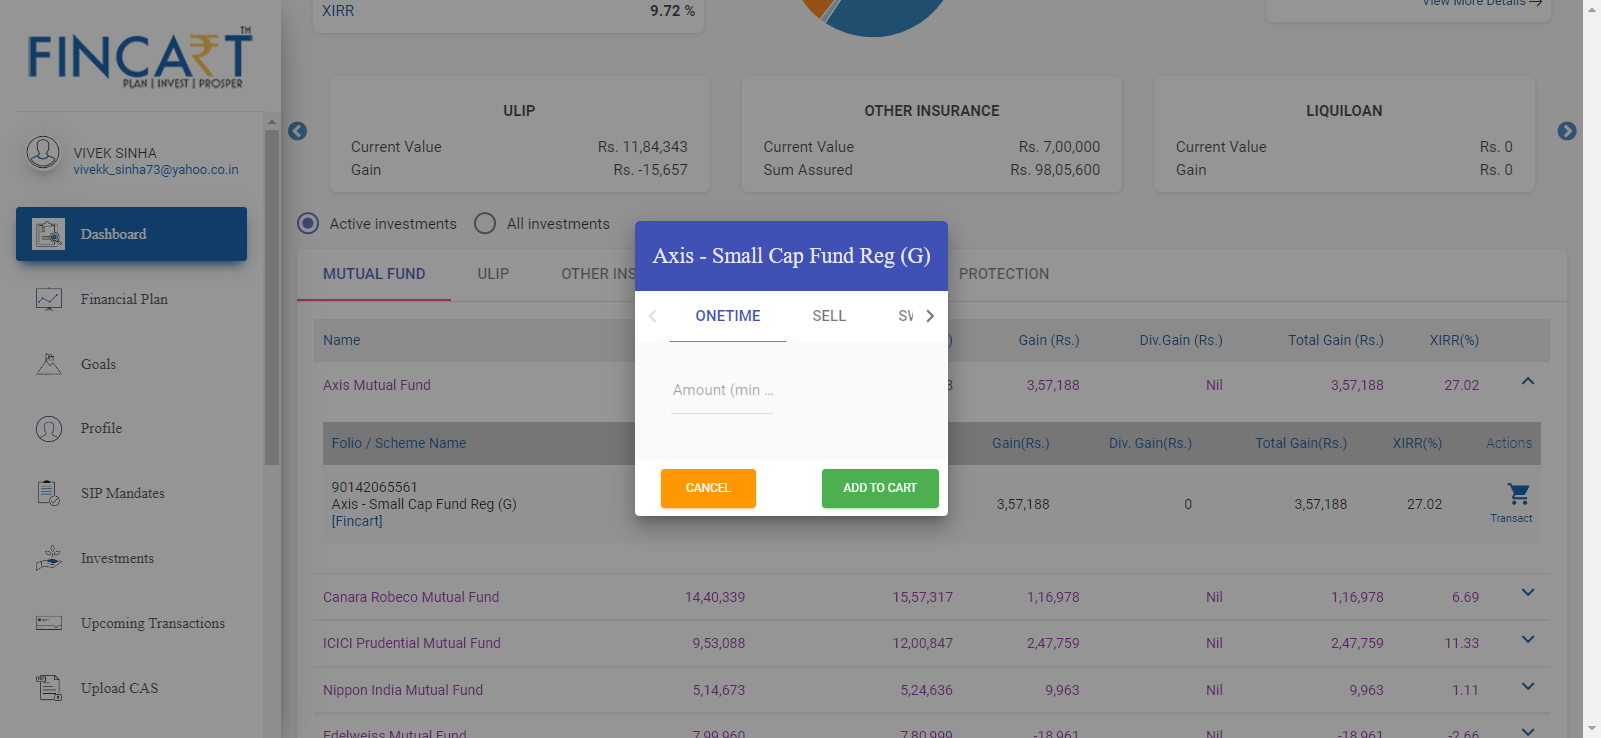 XIRR 9.72 %
View More Details
FINCART™
PLAN | INVEST | PROSPER
VIVEK SINHA
vivekk_sinha73@yahoo.co.in
Dashboard
Financial Plan
Goals
Profile
SIP Mandates
Investments
Upcoming Transactions
Upload CAS
ULIP
Current Value Rs. 11,84,343
Gain Rs. -15,657
OTHER INSURANCE
Current Value Rs. 7,00,000
Sum Assured Rs. 98,05,600
LIQUILOAN
Current Value Rs. 0
Gain Rs. 0
Active investments All investments
MUTUAL FUND ULIP OTHER INS PROTECTION
Name ) Gain (Rs.) Div.Gain (Rs.) Total Gain (Rs.) XIRR(%)
Axis Mutual Fund 3,57,188 Nil 3,57,188 27.02
Folio / Scheme Name Gain(Rs.) Div. Gain(Rs.) Total Gain(Rs.) XIRR(%) Actions
90142065561
Axis - Small Cap Fund Reg (G) 3,57,188 0 3,57,188 27.02
[Fincart]
Transact
Canara Robeco Mutual Fund 14,40,339 15,57,317 1,16,978 Nil 1,16,978 6.69
ICICI Prudential Mutual Fund 9,53,088 12,00,847 2,47,759 Nil 2,47,759 11.33
Nippon India Mutual Fund 5,14,673 5,24,636 9,963 Nil 9,963 1.11
Edelweiss Mutual Fund 7,99,960 7,80,999 -18,961 Nil -18,961 -2.66
Axis - Small Cap Fund Reg (G)
ONETIME SELL SW
Amount (min ...
CANCEL ADD TO CART